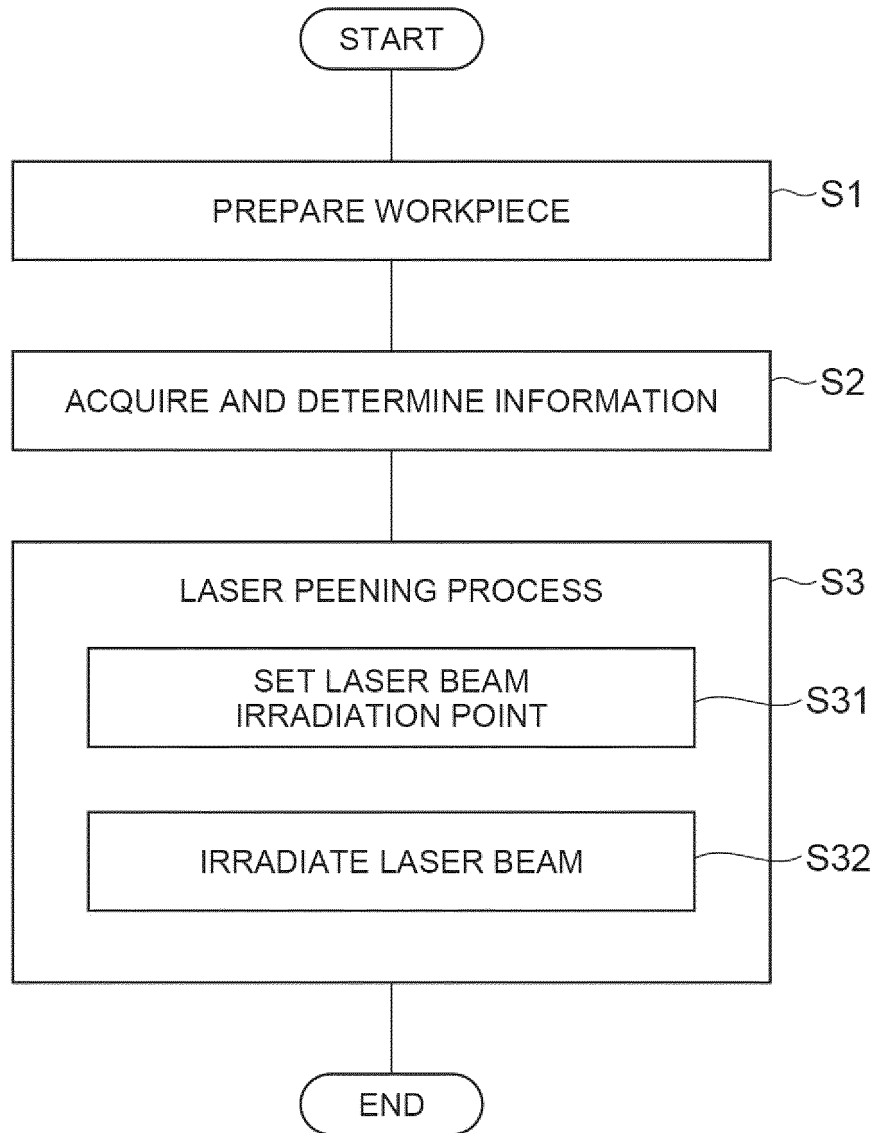 START
PREPARE WORKPIECE
S1
ACQUIRE AND DETERMINE INFORMATION
S2
LASER PEENING PROCESS
S3
SET LASER BEAM
IRRADIATION POINT
S31
IRRADIATE LASER BEAM
S32
END